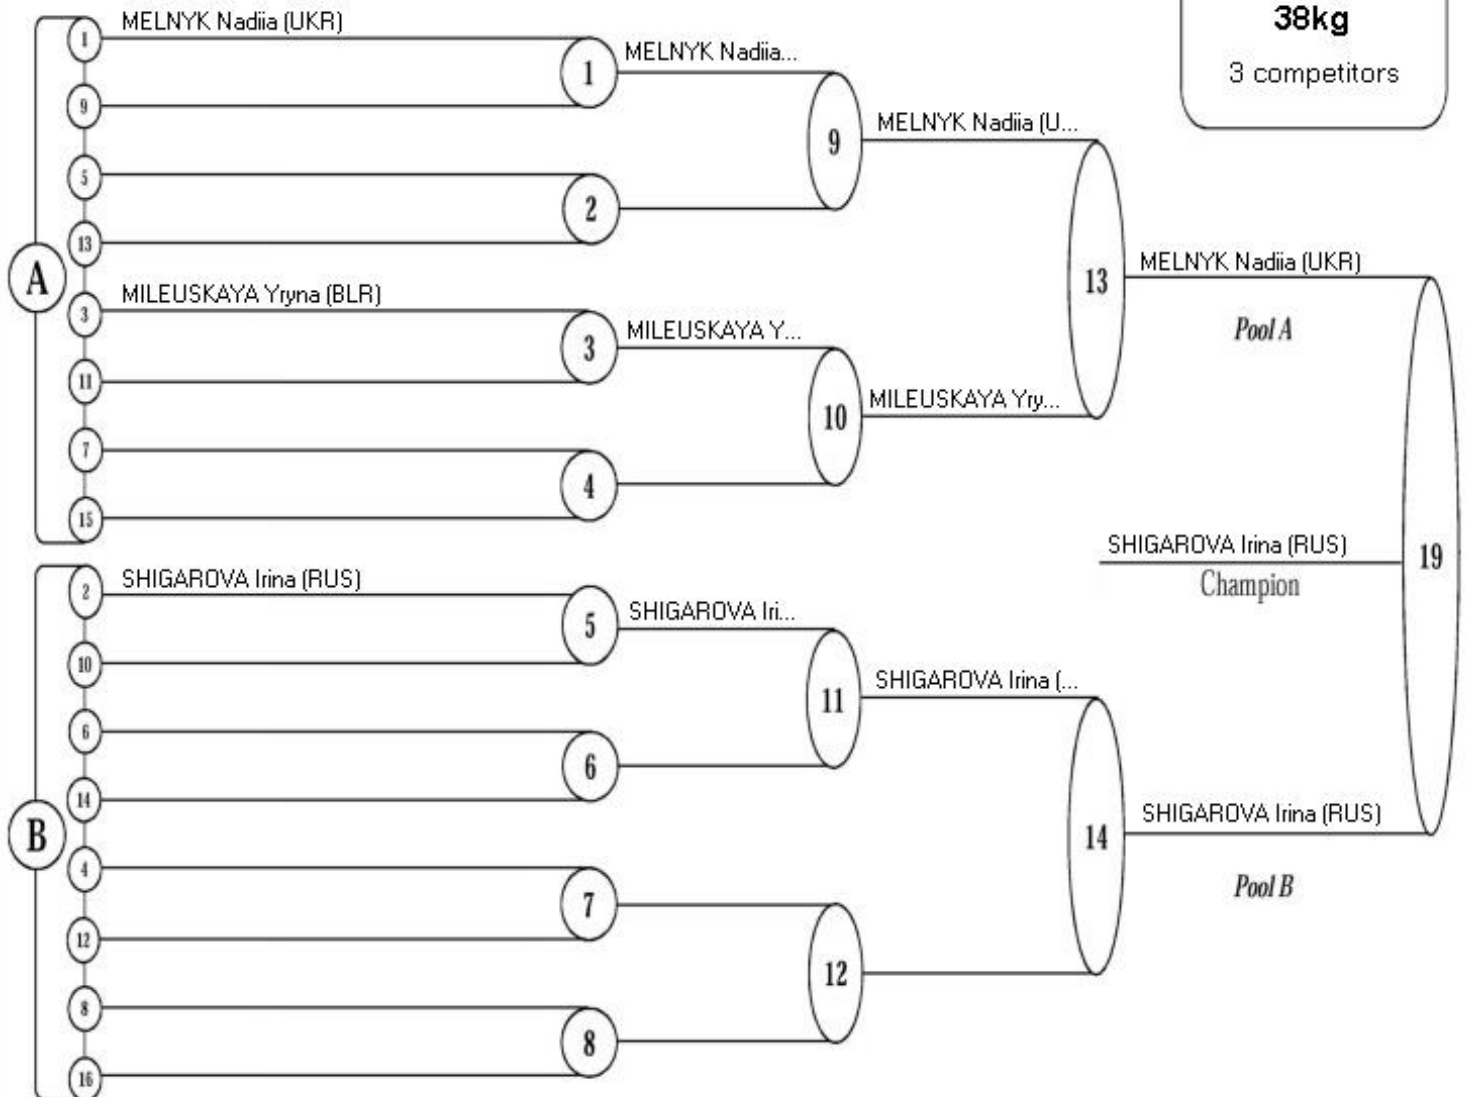 38kg
3 competitors
MELNYK Nadiia (UKR)
1
9
5
13
MILEUSKAYA Yryna (BLR)
3
11
7
15
A
SHIGAROVA Irina (RUS)
2
10
6
14
4
12
8
16
B
MELNYK Nadiia...
1
2
MILEUSKAYA Y...
3
4
SHIGAROVA Iri...
5
6
7
8
MELNYK Nadiia (U...
9
MILEUSKAYA Yry...
10
SHIGAROVA Irina (...
11
12
MELNYK Nadiia (UKR)
13
Pool A
SHIGAROVA Irina (RUS)
Champion
19
SHIGAROVA Irina (RUS)
14
Pool B